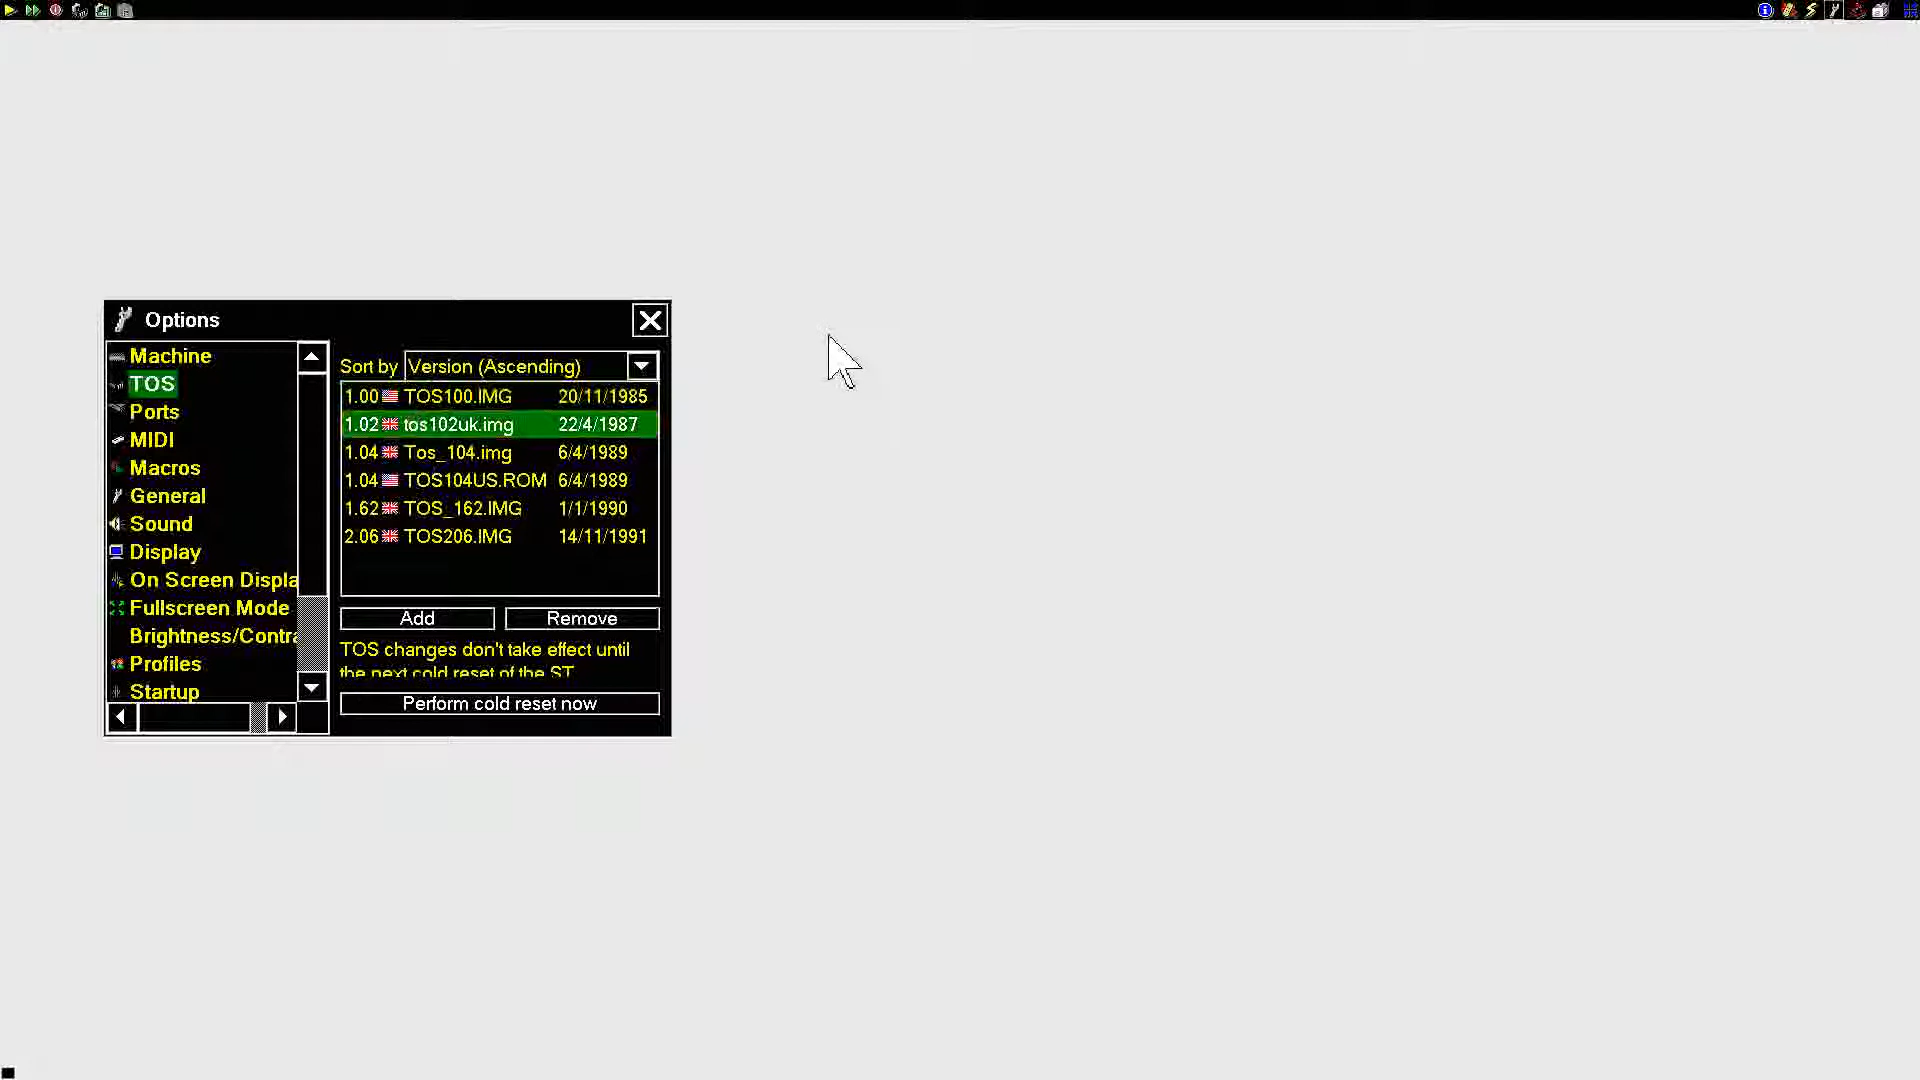 Options
Machine
TOS
Ports
MIDI
Macros
General
Sound
Display
On Screen Displa
Fullscreen Mode
Brightness/Contra
Profiles
Startup
Sort by Version (Ascending)
1.00 TOS100.IMG 20/11/1985
1.02 tos102uk.img 22/4/1987
1.04 Tos_104.img 6/4/1989
1.04 TOS104US.ROM 6/4/1989
1.62 TOS_162.IMG 1/1/1990
2.06 TOS206.IMG 14/11/1991
Add Remove
TOS changes don't take effect until
the next cold reset of the ST
Perform cold reset now